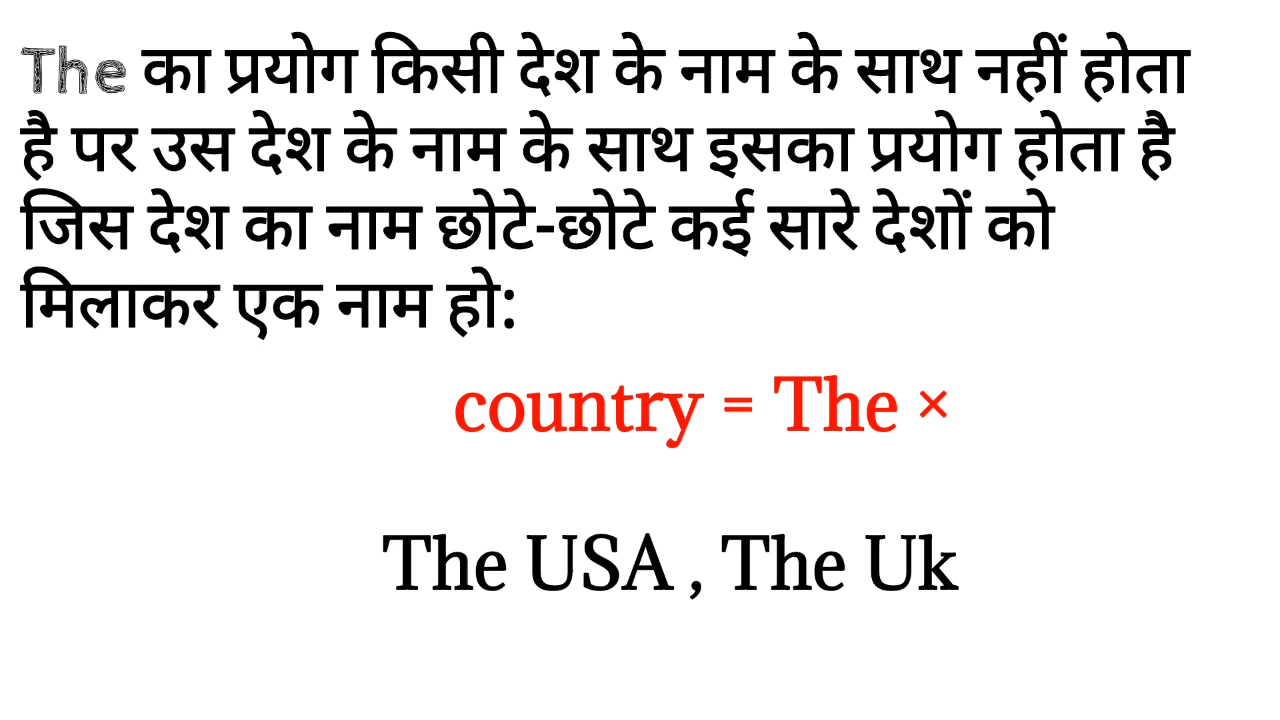 The का प्रयोग किसी देश के नाम के साथ नहीं होता
है पर उस देश के नाम के साथ इसका प्रयोग होता है
जिस देश का नाम छोटे-छोटे कई सारे देशों को
मिलाकर एक नाम हो:
country = The ×
The USA , The Uk